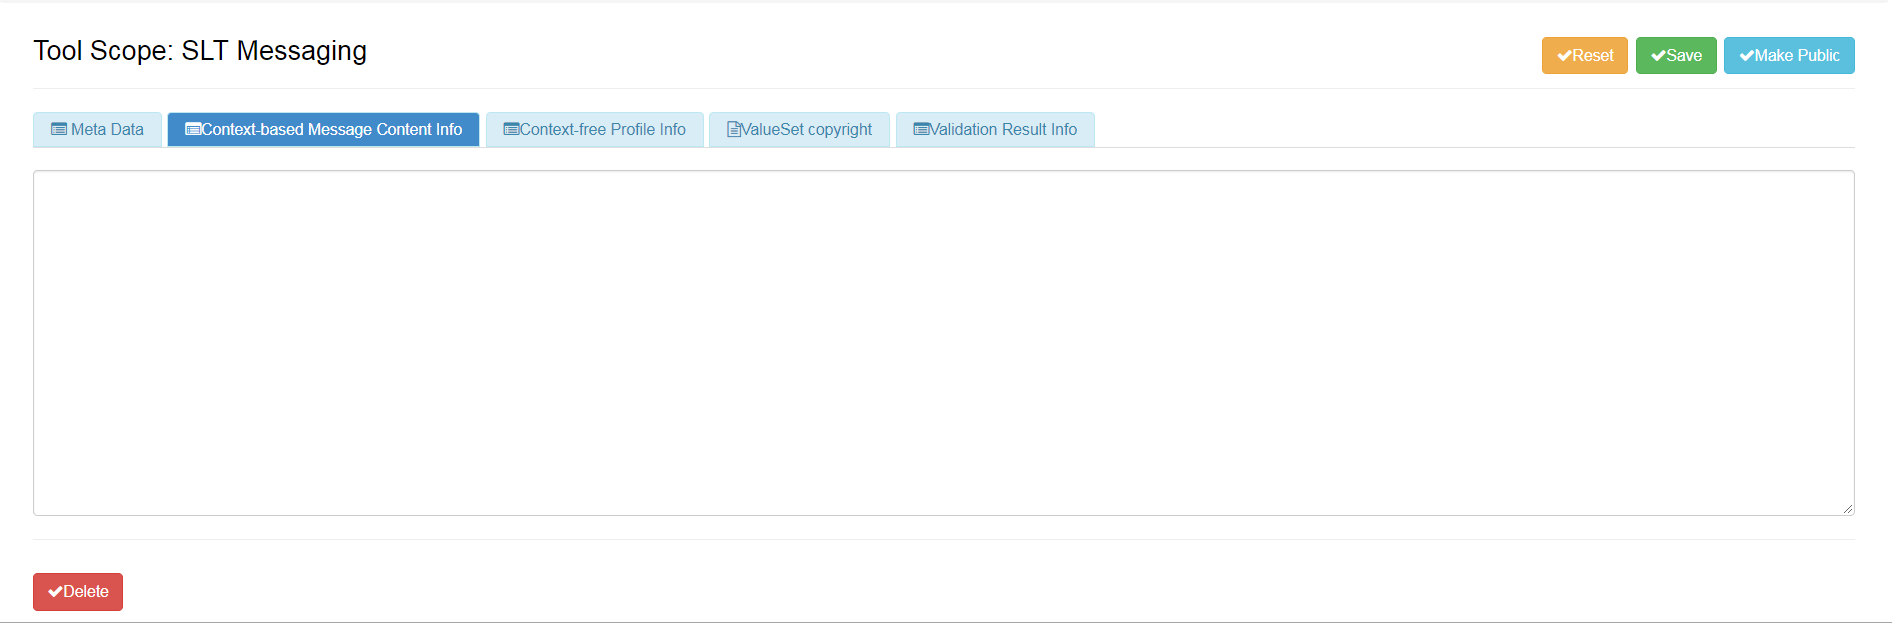 Tool Scope: SLT Messaging
Reset Save Make Public
Meta Data Context-based Message Content Info Context-free Profile Info ValueSet copyright Validation Result Info
Delete